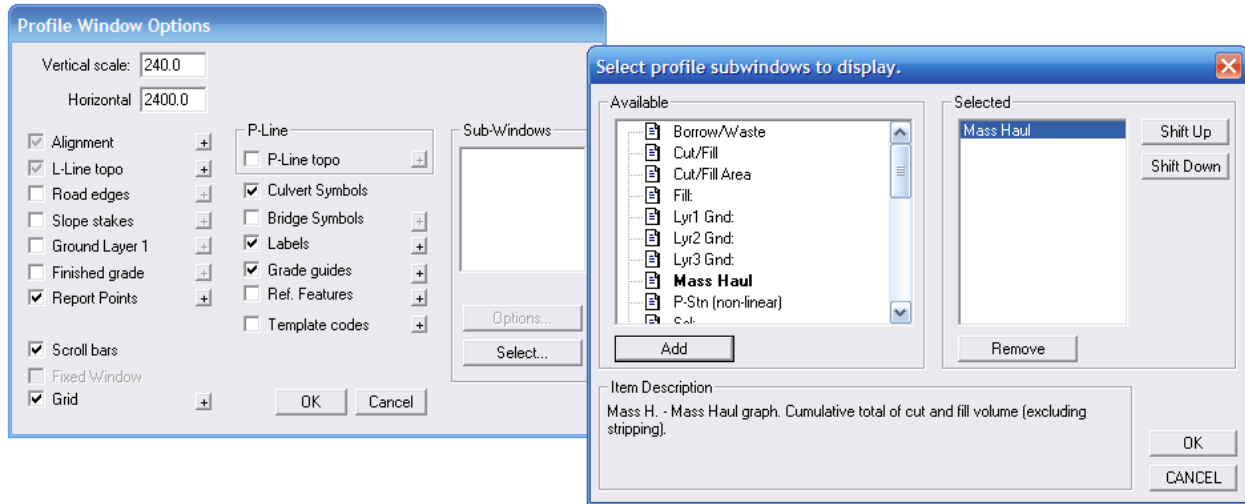 Profile Window Options
Vertical scale: 240.0
Horizontal 2400.0
Alignment +
L-Line topo +
Road edges +
Slope stakes +
Ground Layer 1 +
Finished grade +
Report Points +
Scroll bars
Fixed Window
Grid +
P-Line
P-Line topo +
Culvert Symbols
Bridge Symbols +
Labels +
Grade guides +
Ref. Features +
Template codes +
OK Cancel
Sub-Windows
Options...
Select...
Select profile subwindows to display.
Available
Borrow/Waste
Cut/Fill
Cut/Fill Area
Fill:
Lyr1 Gnd:
Lyr2 Gnd:
Lyr3 Gnd:
Mass Haul
P-Stn (non-linear)
Add
Selected
Mass Haul
Shift Up
Shift Down
Remove
Item Description
Mass H. - Mass Haul graph. Cumulative total of cut and fill volume (excluding
stripping).
OK
CANCEL